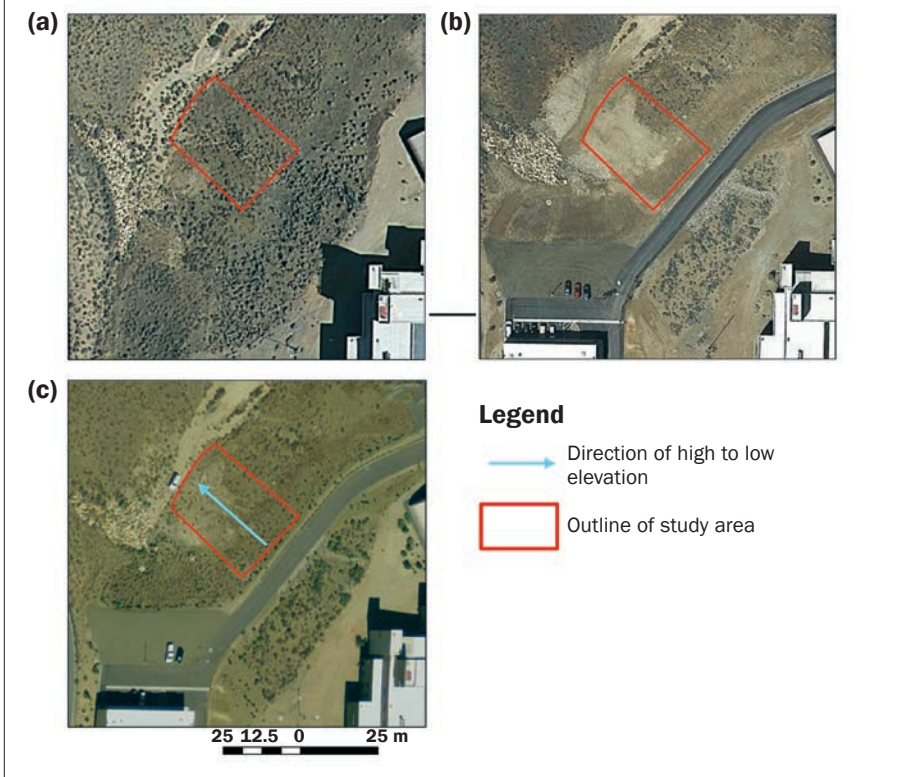 (a)
(b)
(c)
Legend
Direction of high to low
elevation
Outline of study area
25 12.5 0 25 m